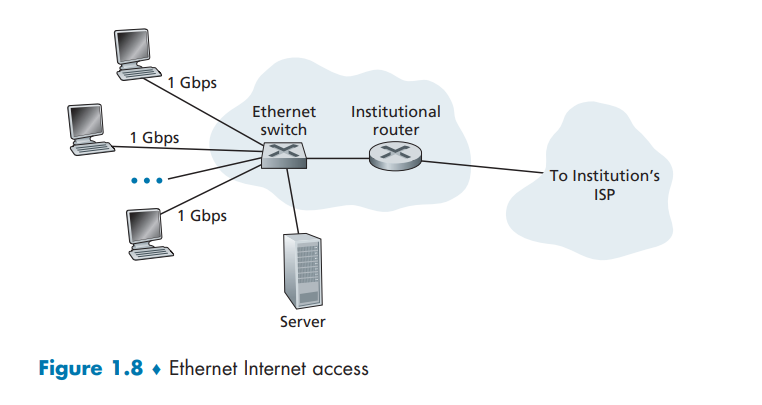 1 Gbps
Ethernet
switch
Institutional
router
1 Gbps
To Institution's
ISP
1 Gbps
Server
Figure 1.8 ♦ Ethernet Internet access